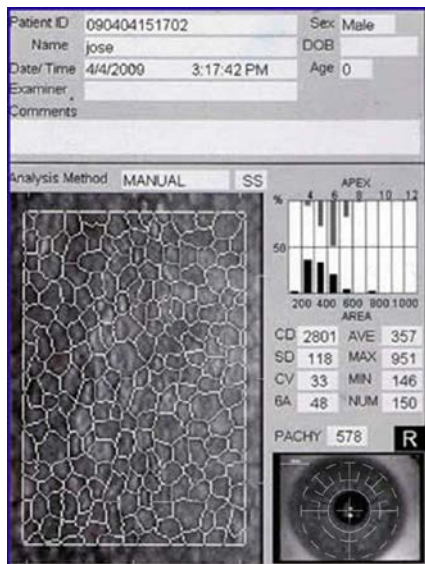 Patient ID 090404151702 Sex Male
Name jose DOB
Date/Time 4/4/2009 3:17:42 PM Age 0
Examiner
Comments
Analysis Method MANUAL SS
APEX
% 4 6 8 10 12
50
200 400 600 800 1000
AREA
CD 2801 AVE 357
SD 118 MAX 951
CV 33 MIN 146
6A 48 NUM 150
PACHY 578 R